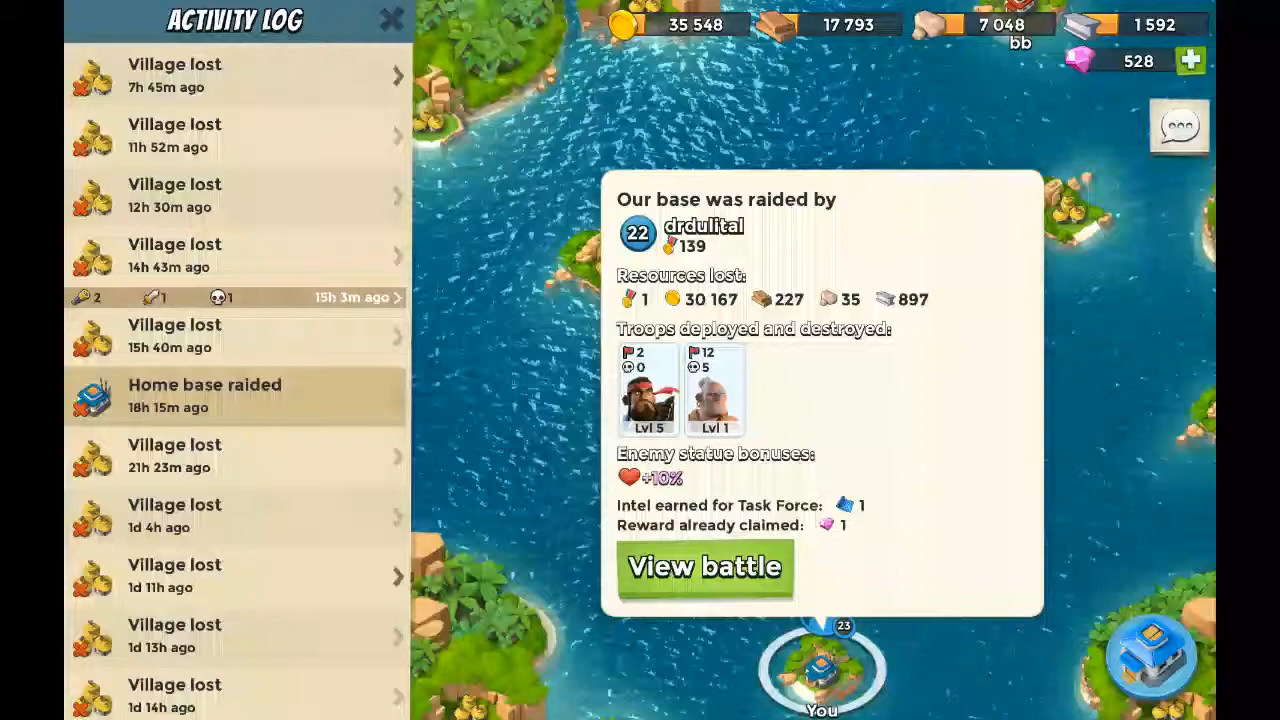 ACTIVITY LOG
35 548
17 793
7 048
1 592
bb
528
Village lost
7h 45m ago
Village lost
11h 52m ago
Village lost
12h 30m ago
Village lost
14h 43m ago
2 1 1 15h 3m ago
Village lost
15h 40m ago
Home base raided
18h 15m ago
Village lost
21h 23m ago
Village lost
1d 4h ago
Village lost
1d 11h ago
Village lost
1d 13h ago
Village lost
1d 14h ago
Our base was raided by
22 drdulital
139
Resources lost:
1 30 167 227 35 897
Troops deployed and destroyed:
2 12
0 5
Lvl 5 Lvl 1
Enemy statue bonuses:
+10%
Intel earned for Task Force: 1
Reward already claimed: 1
View battle
23
You